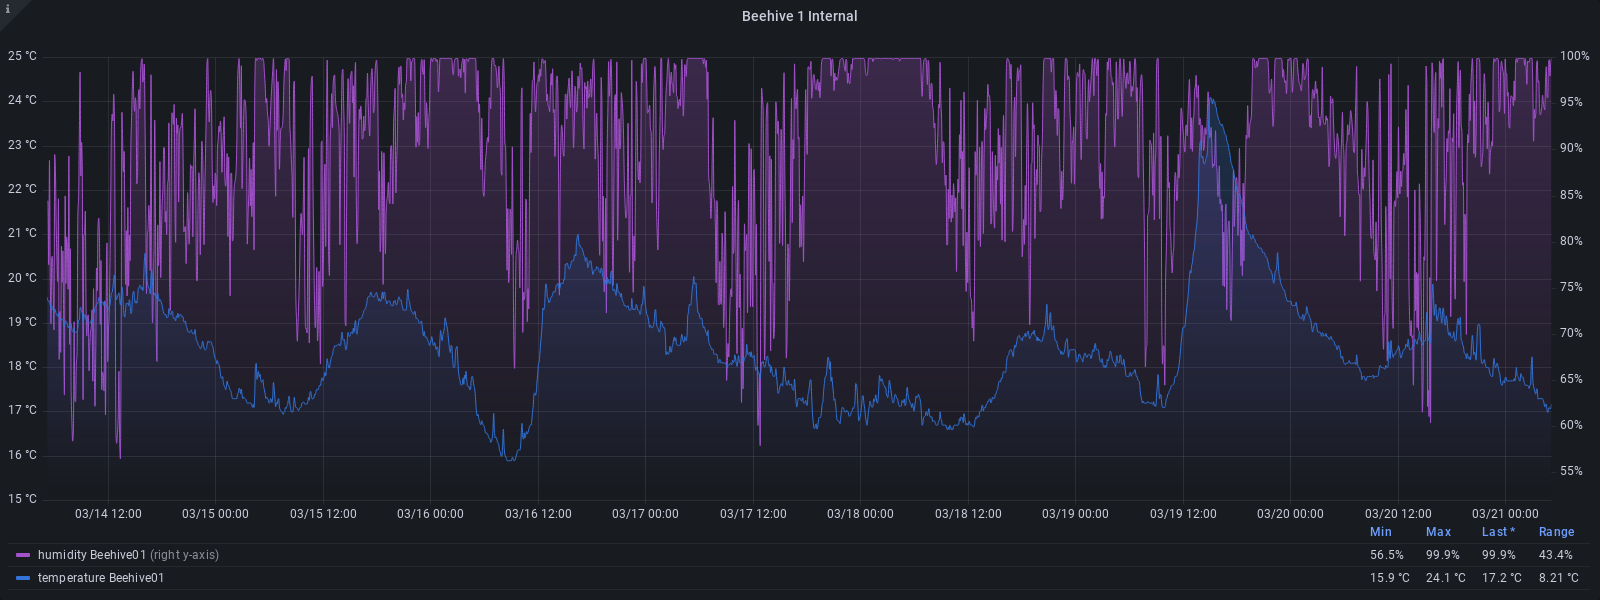 i
Beehive 1 Internal
25 °C 100%
24 °C 95%
23 °C 90%
22 °C 85%
21 °C 80%
20 °C 75%
19 °C 70%
18 °C 65%
17 °C 60%
16 °C 55%
15 °C
03/14 12:00 03/15 00:00 03/15 12:00 03/16 00:00 03/16 12:00 03/17 00:00 03/17 12:00 03/18 00:00 03/18 12:00 03/19 00:00 03/19 12:00 03/20 00:00 03/20 12:00 03/21 00:00
Min Max Last * Range
humidity Beehive01 (right y-axis) 56.5% 99.9% 99.9% 43.4%
temperature Beehive01 15.9 °C 24.1 °C 17.2 °C 8.21 °C